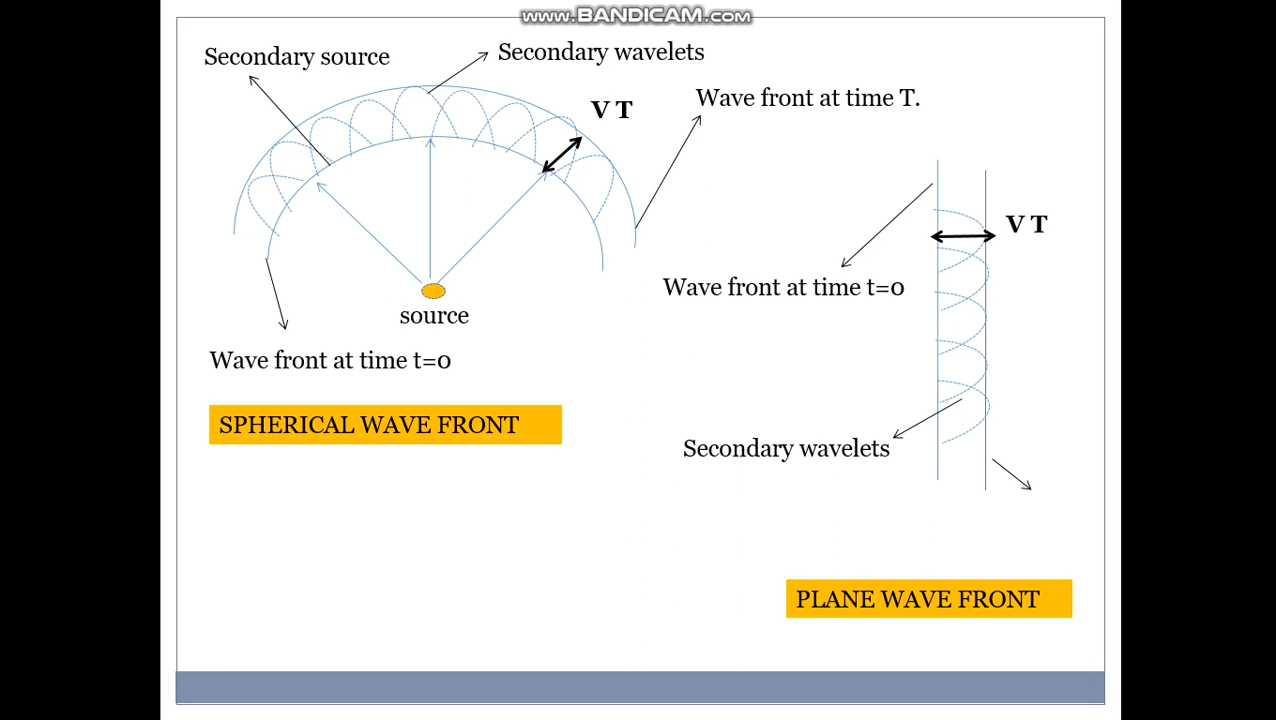 www.BANDICAM.com
Secondary source
Secondary wavelets
V T
Wave front at time T.
source
Wave front at time t=0
SPHERICAL WAVE FRONT
V T
Wave front at time t=0
Secondary wavelets
PLANE WAVE FRONT